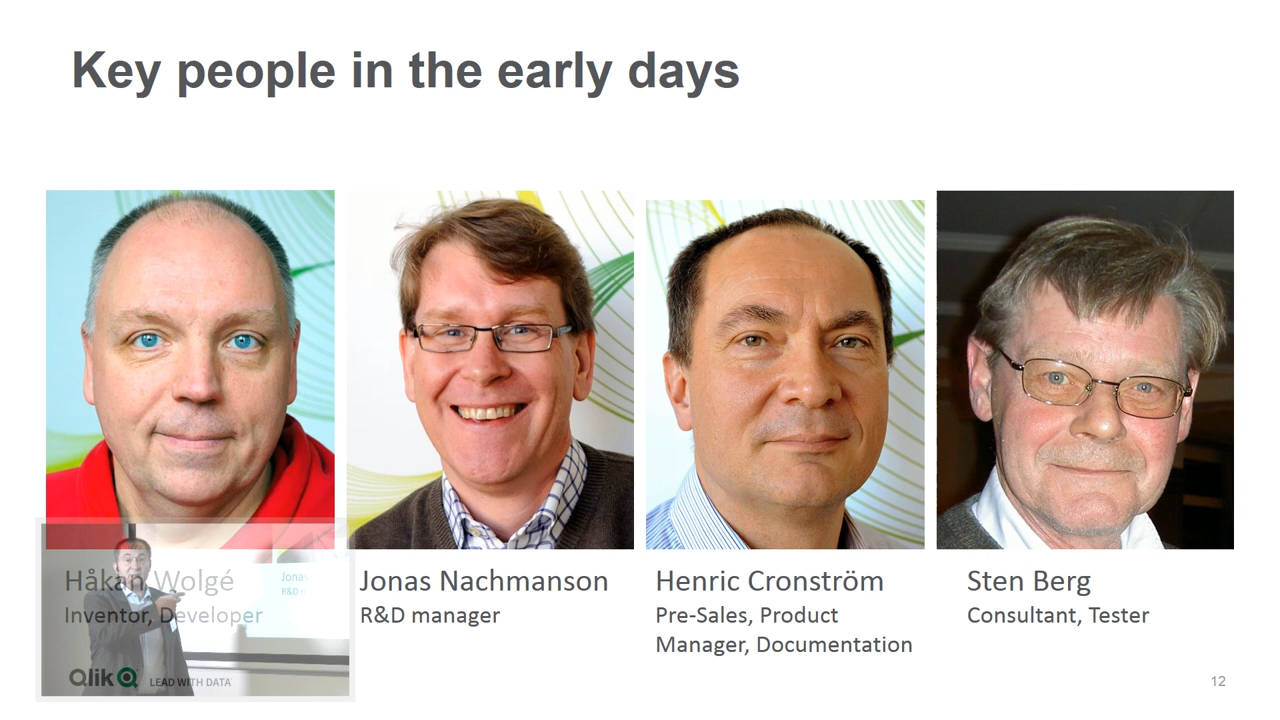 Key people in the early days
Håkan Wolgé
Inventor, Developer
Jonas
R&D m
Jonas Nachmanson
R&D manager
Henric Cronström
Pre-Sales, Product
Manager, Documentation
Sten Berg
Consultant, Tester
Qlik LEAD WITH DATA
12